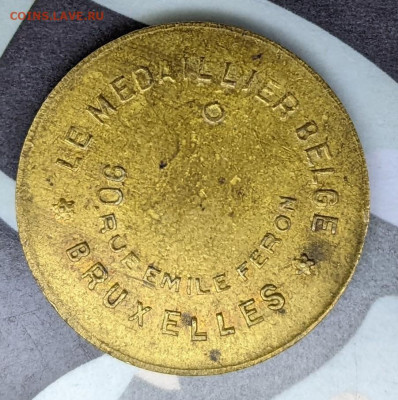 COINS.LAVE.RU
LE MEDAILLIER BELGE
90 RUE EMILE FERON
* BRUXELLES *